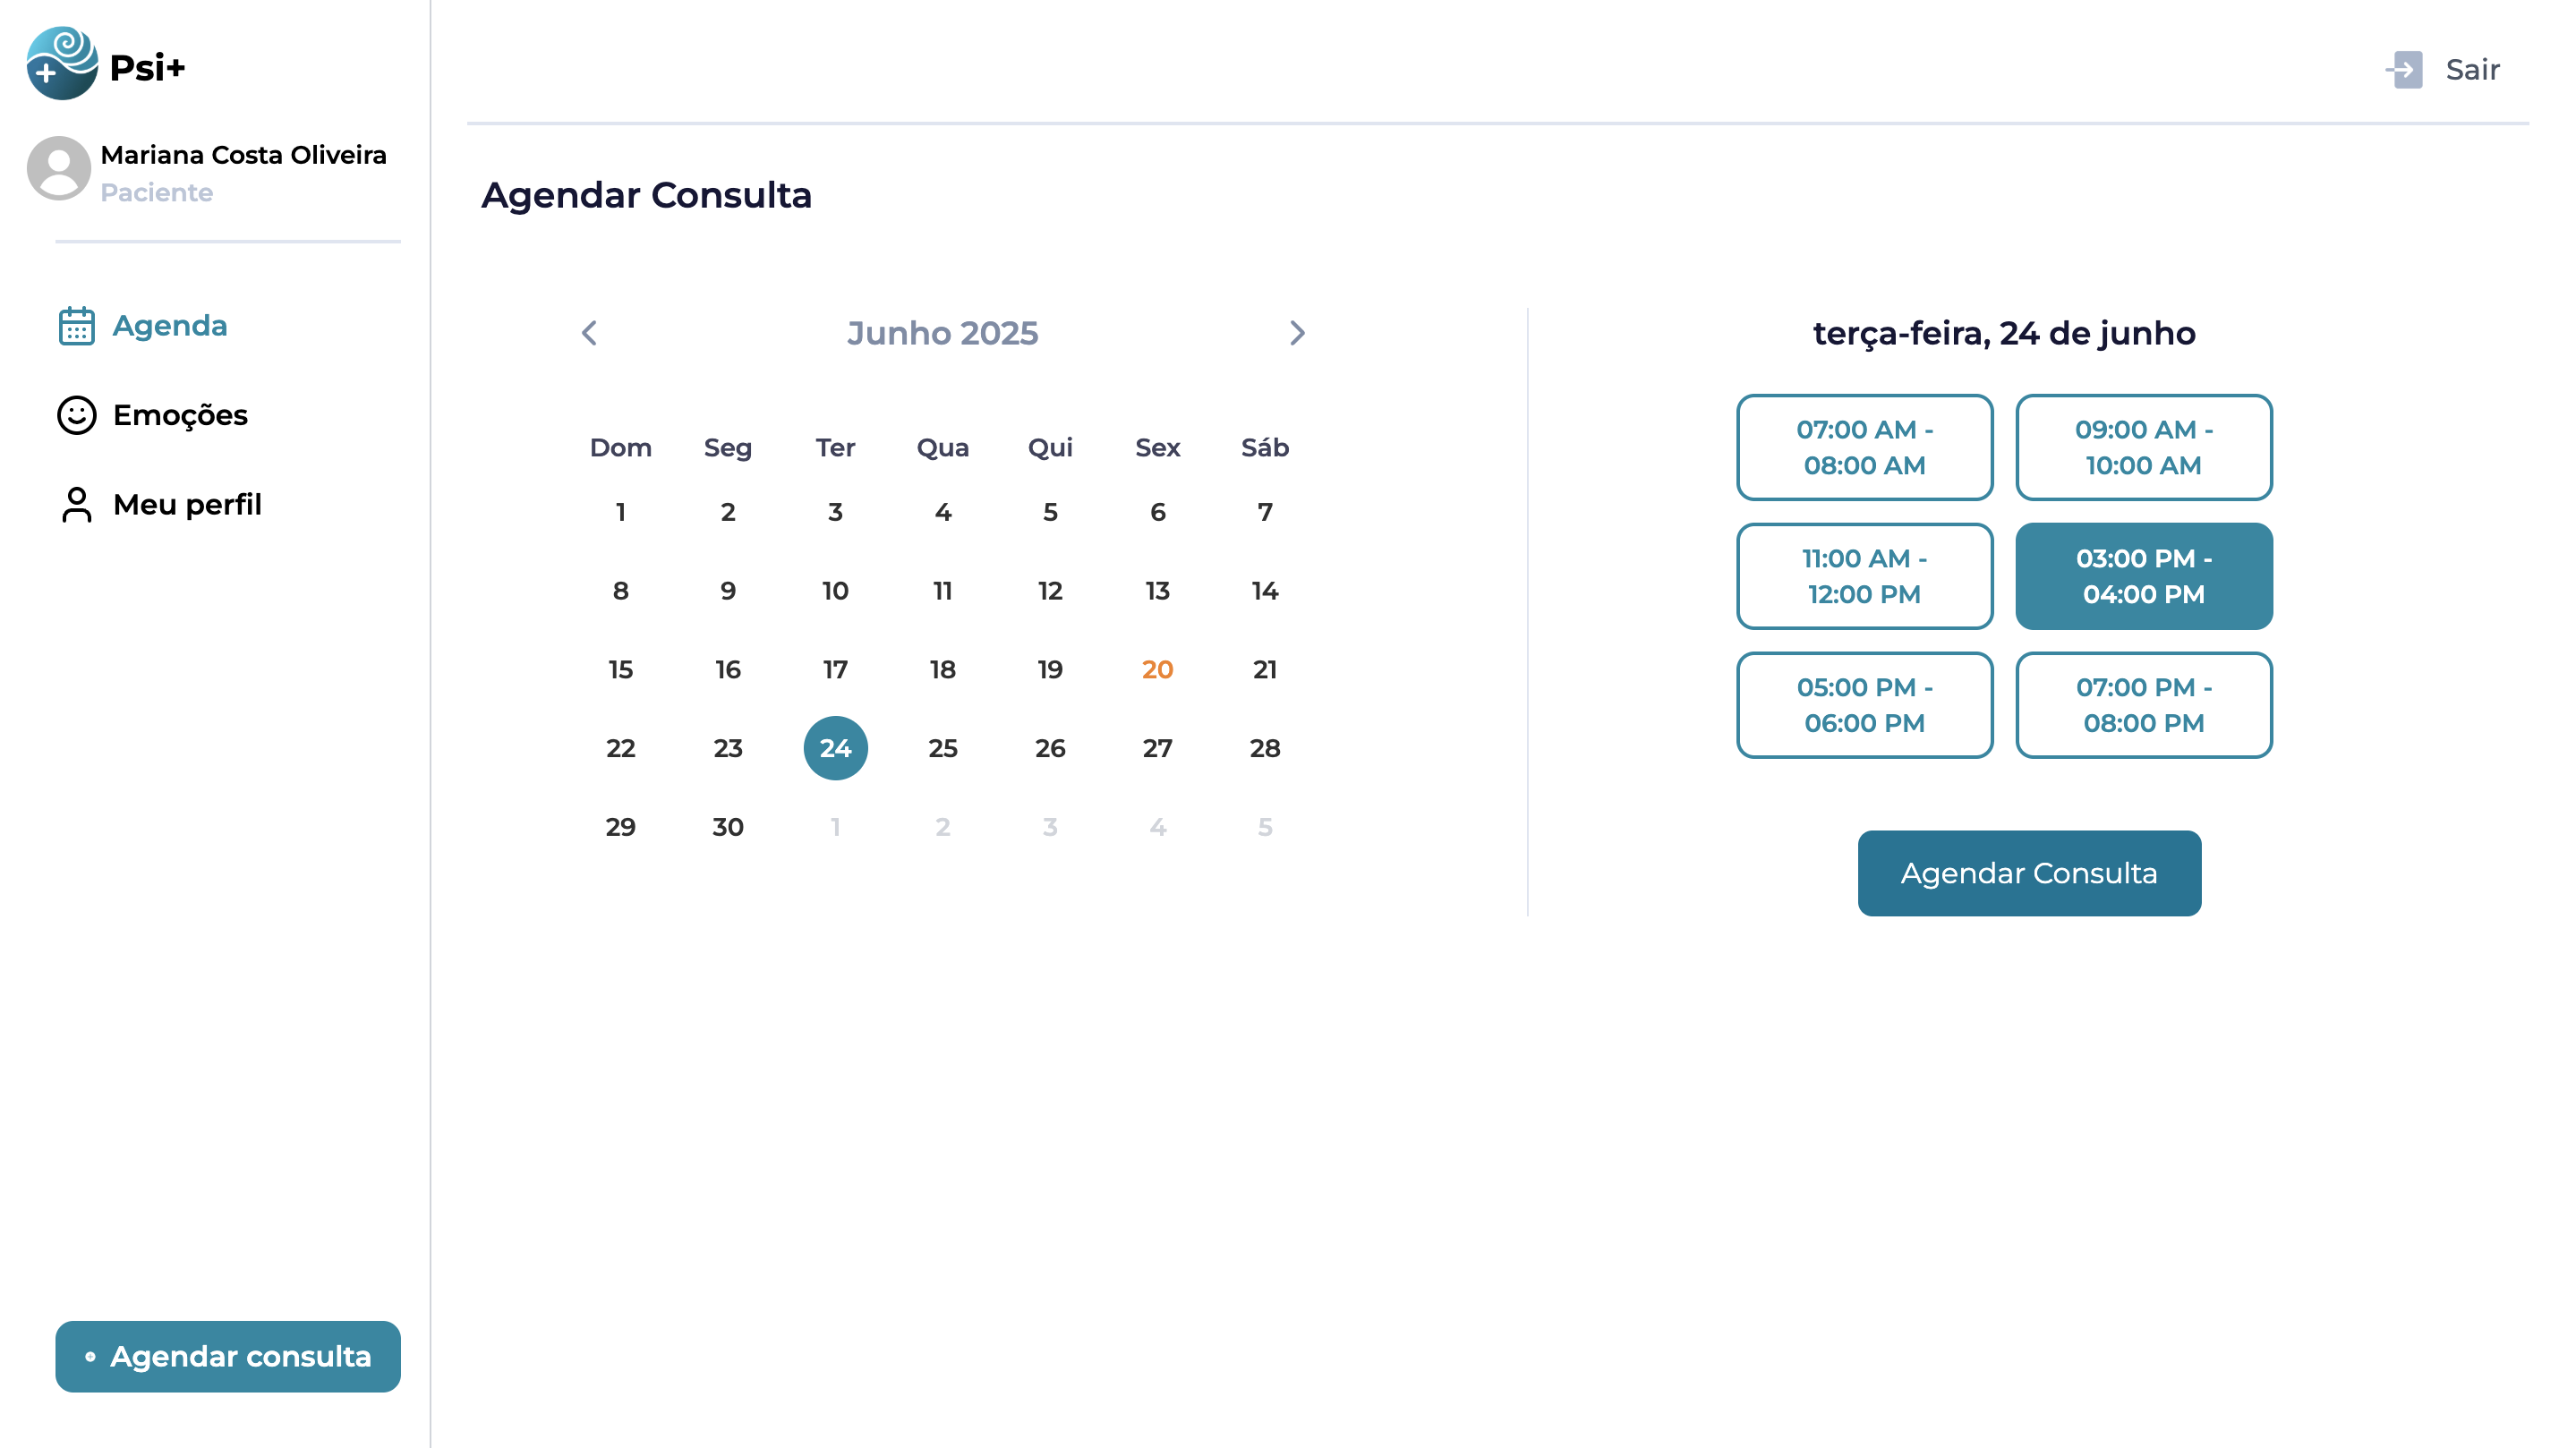 Psi+
Mariana Costa Oliveira
Paciente
Agenda
Emoções
Meu perfil
Agendar consulta
Sair
Agendar Consulta
Junho 2025
Dom Seg Ter Qua Qui Sex Sáb
1 2 3 4 5 6 7
8 9 10 11 12 13 14
15 16 17 18 19 20 21
22 23 24 25 26 27 28
29 30 1 2 3 4 5
terça-feira, 24 de junho
07:00 AM -
08:00 AM
09:00 AM -
10:00 AM
11:00 AM -
12:00 PM
03:00 PM -
04:00 PM
05:00 PM -
06:00 PM
07:00 PM -
08:00 PM
Agendar Consulta